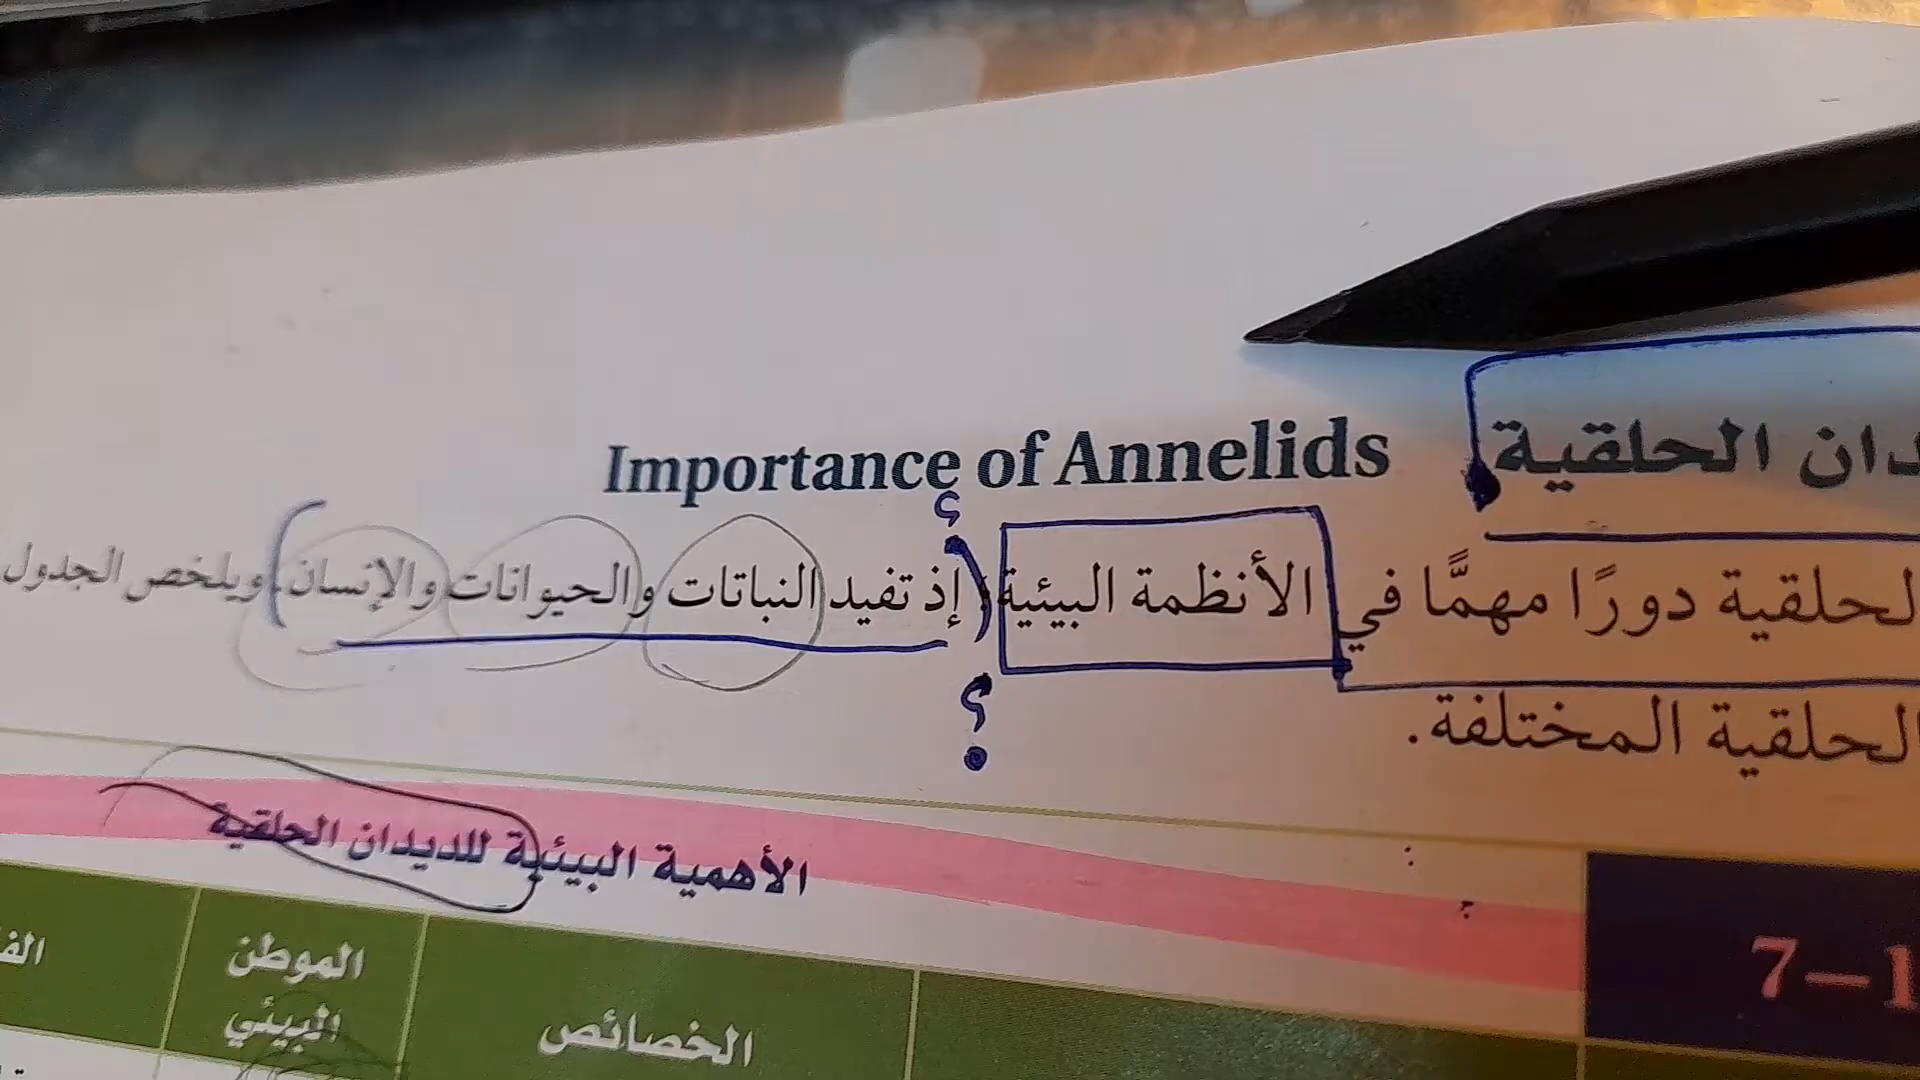 الحلقية Importance of Annelids
الحلقية دورًا مهمًّا في الأنظمة البيئية؛ إذ تفيد النباتات والحيوانات والإنسان. ويلخص الجدول
الحلقية المختلفة.
الأهمية البيئية للديدان الحلقية
7-1
الخصائص
الموطن
البيئي